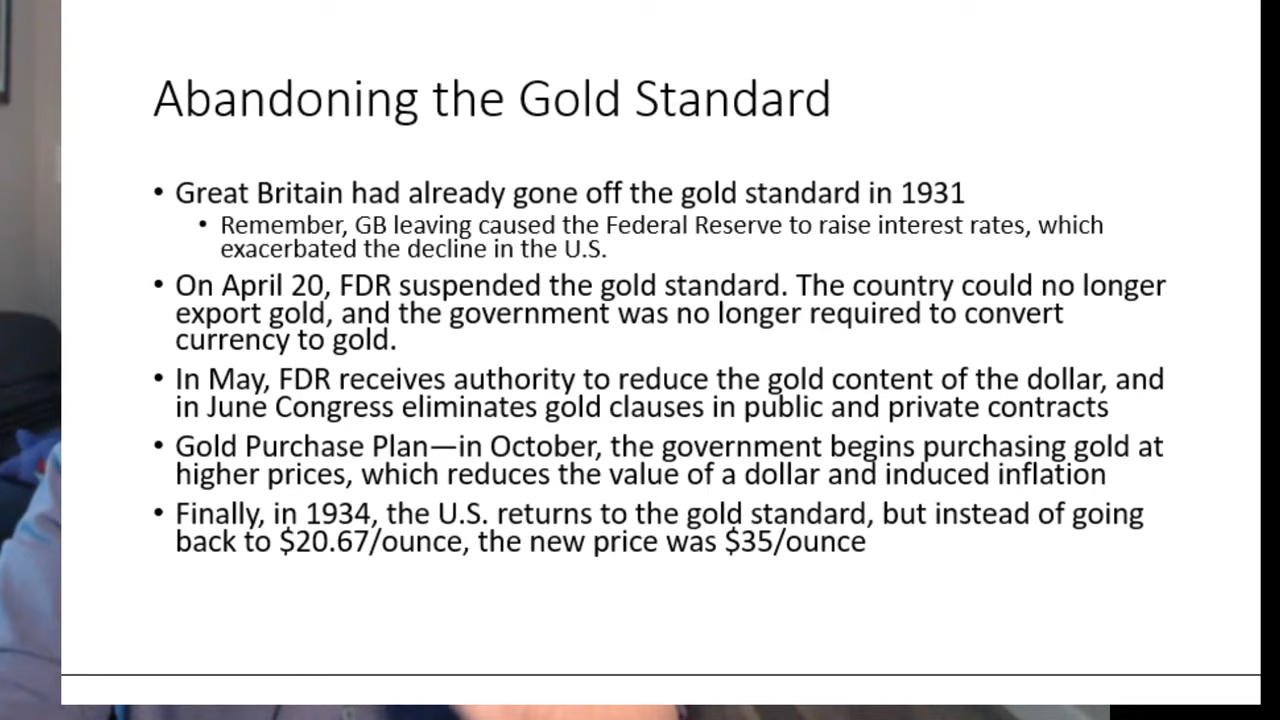 Abandoning the Gold Standard
• Great Britain had already gone off the gold standard in 1931
• Remember, GB leaving caused the Federal Reserve to raise interest rates, which
exacerbated the decline in the U.S.
• On April 20, FDR suspended the gold standard. The country could no longer
export gold, and the government was no longer required to convert
currency to gold.
• In May, FDR receives authority to reduce the gold content of the dollar, and
in June Congress eliminates gold clauses in public and private contracts
• Gold Purchase Plan—in October, the government begins purchasing gold at
higher prices, which reduces the value of a dollar and induced inflation
• Finally, in 1934, the U.S. returns to the gold standard, but instead of going
back to $20.67/ounce, the new price was $35/ounce